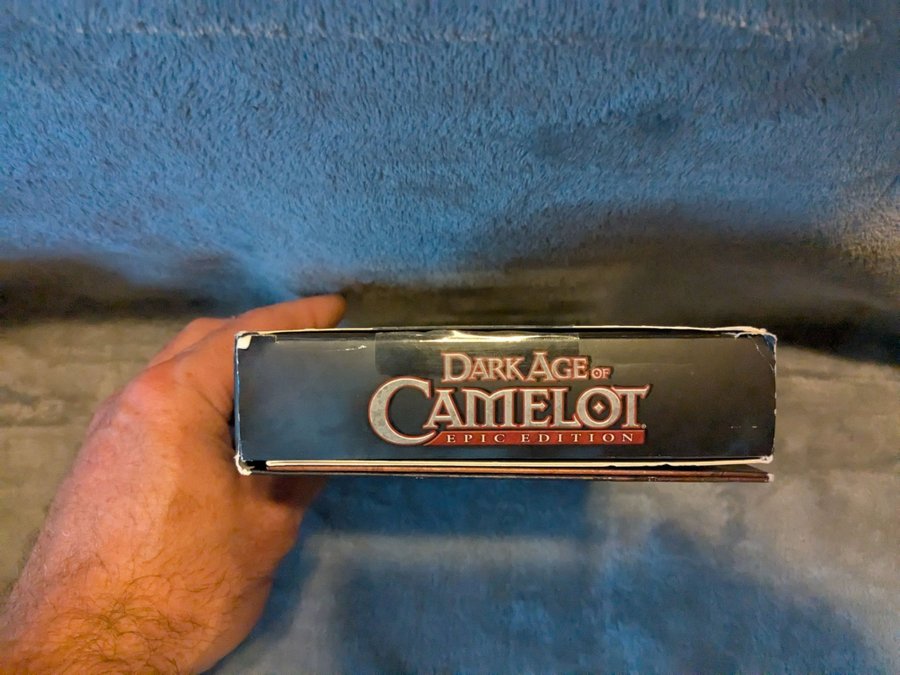 DARK AGE OF
CAMELOT
EPIC EDITION